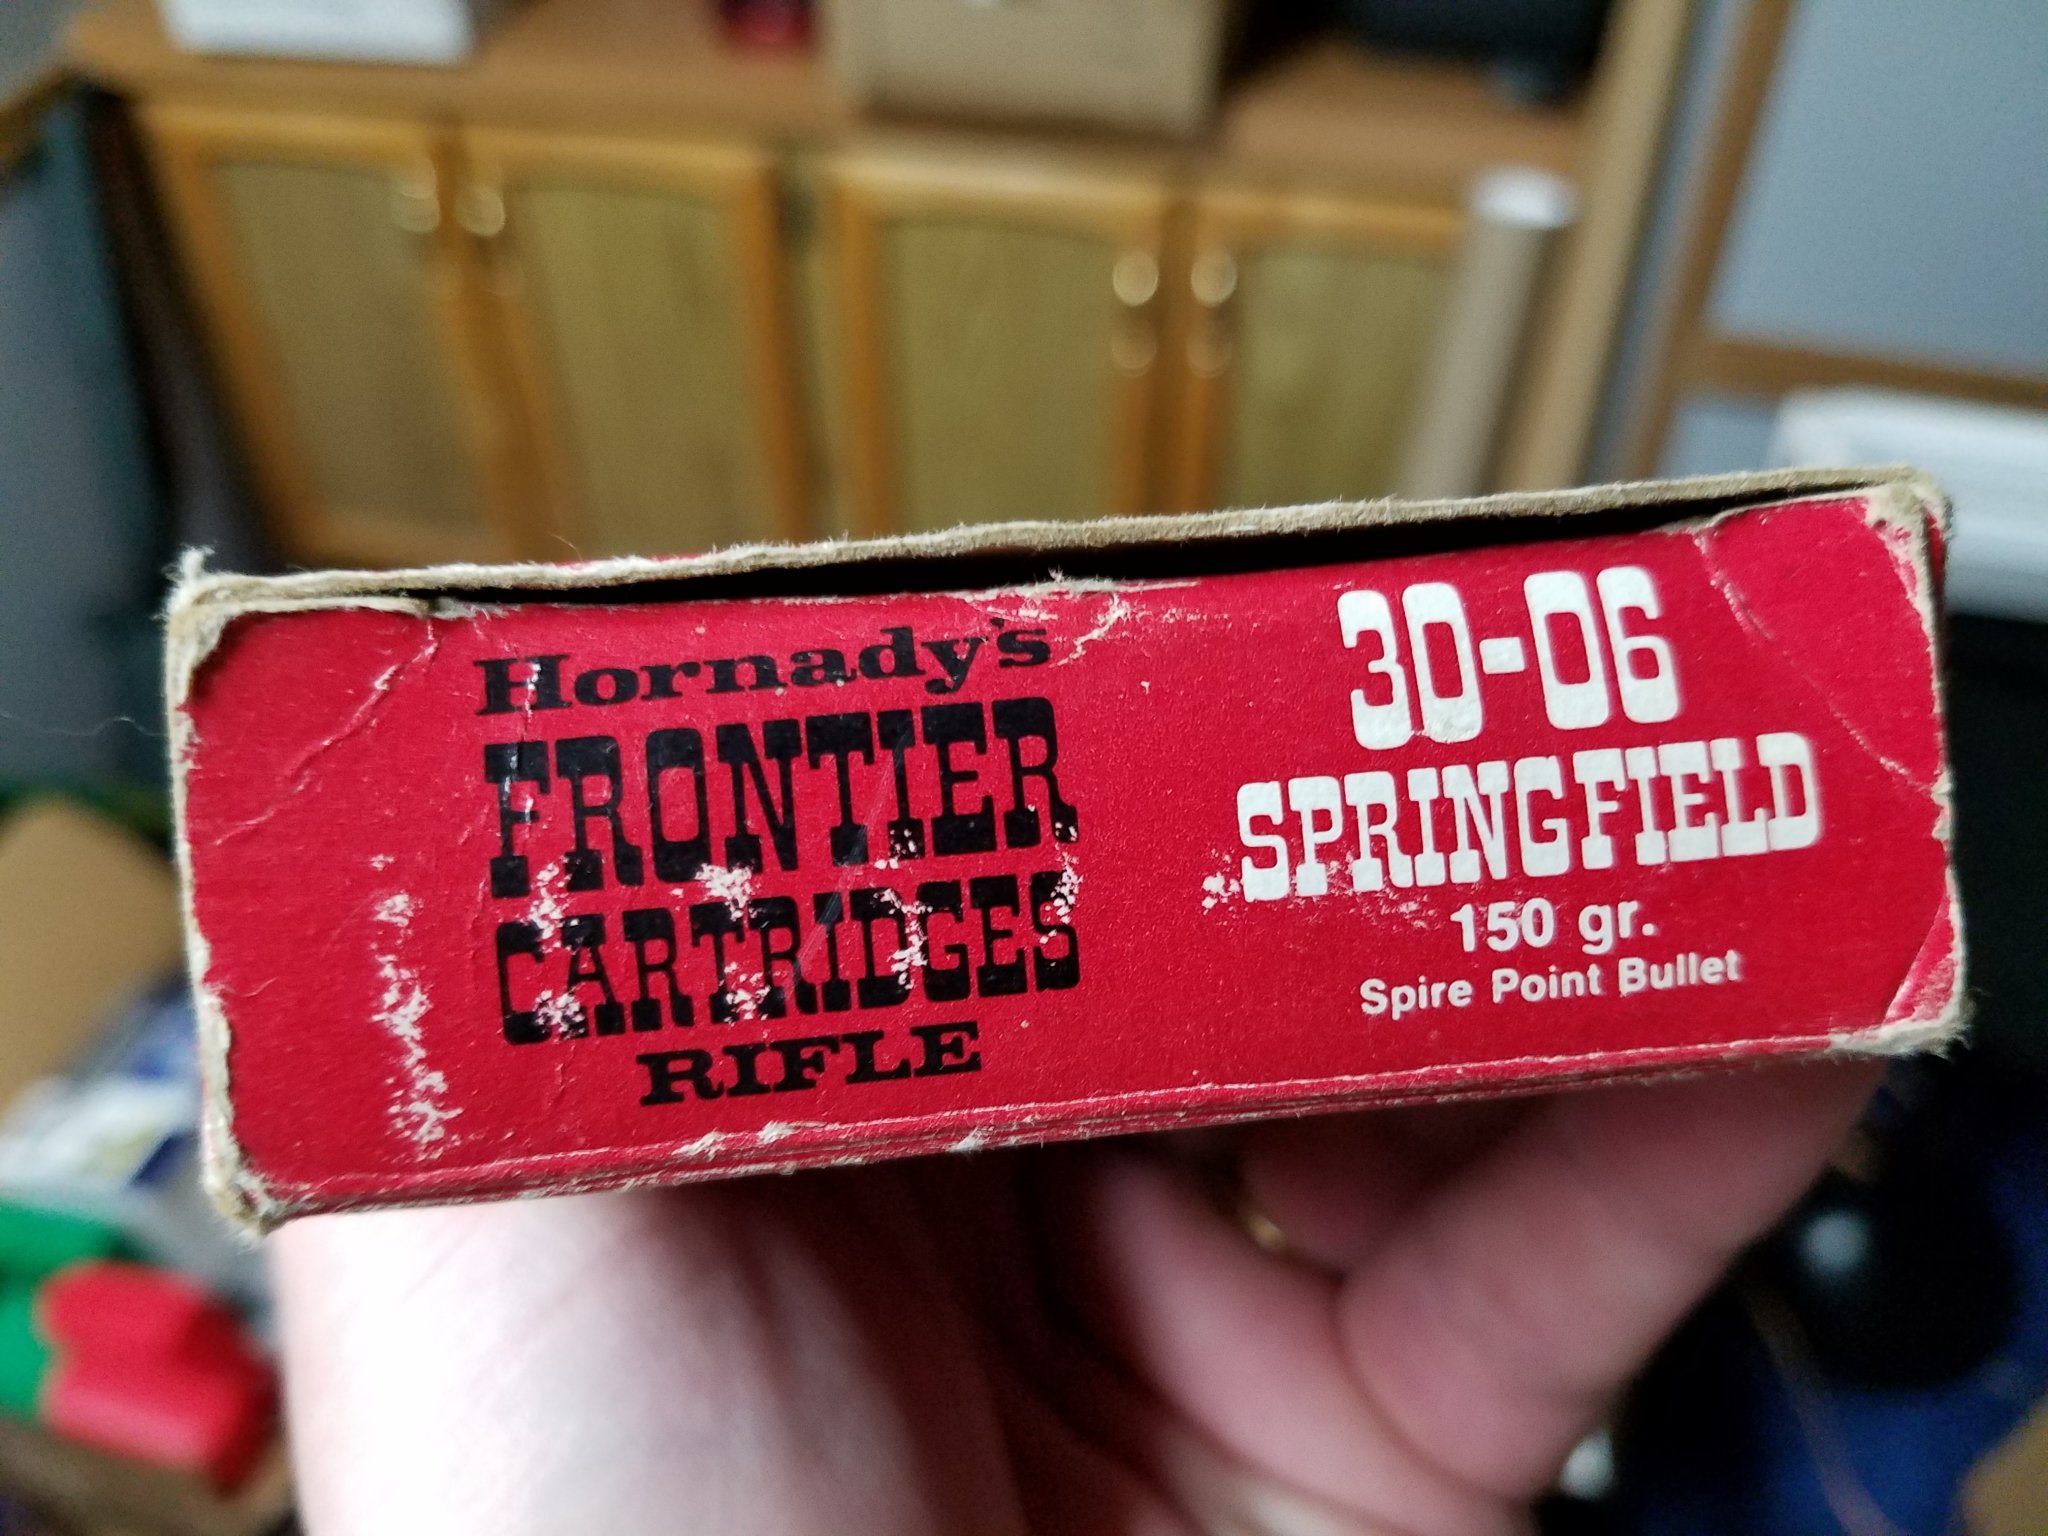 Hornady's
FRONTIER
CARTRIDGES
RIFLE
30-06
SPRINGFIELD
150 gr.
Spire Point Bullet